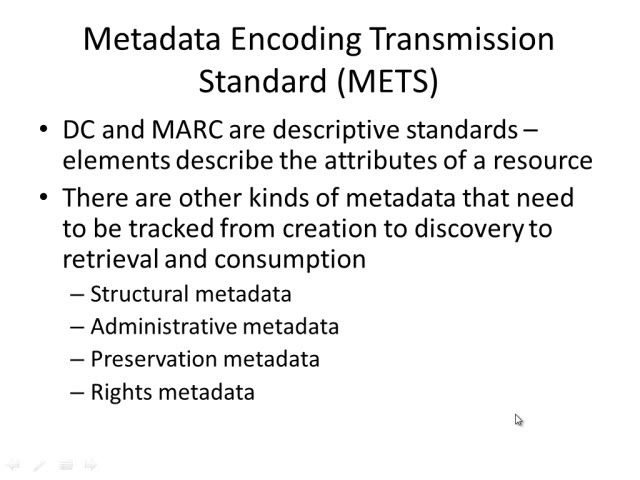 Metadata Encoding Transmission
Standard (METS)
• DC and MARC are descriptive standards –
elements describe the attributes of a resource
• There are other kinds of metadata that need
to be tracked from creation to discovery to
retrieval and consumption
– Structural metadata
– Administrative metadata
– Preservation metadata
– Rights metadata